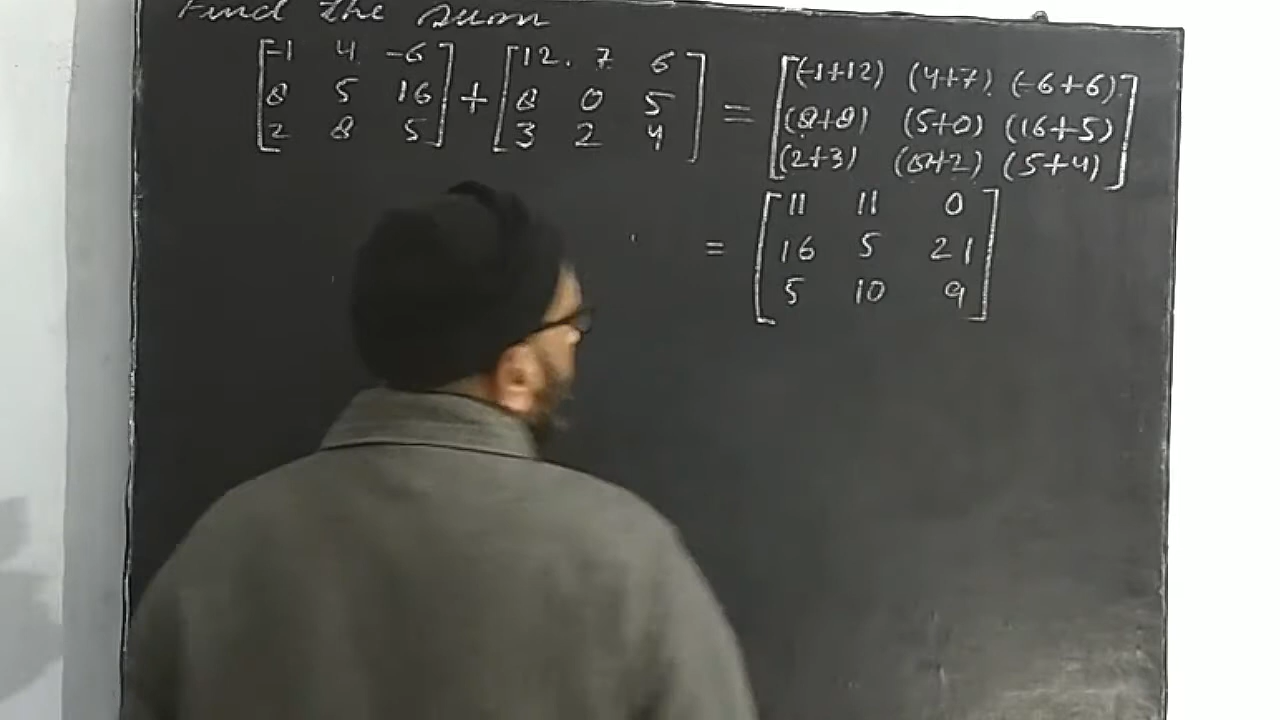 Find the sum
[-1 4 -6] + [12. 7 6] = [(-1+12) (4+7) (-6+6)]
[8 5 16] [8 0 5] [(8+8) (5+0) (16+5)]
[2 8 5] [3 2 4] [(2+3) (8+2) (5+4)]
= [11 11 0]
[16 5 21]
[5 10 9]